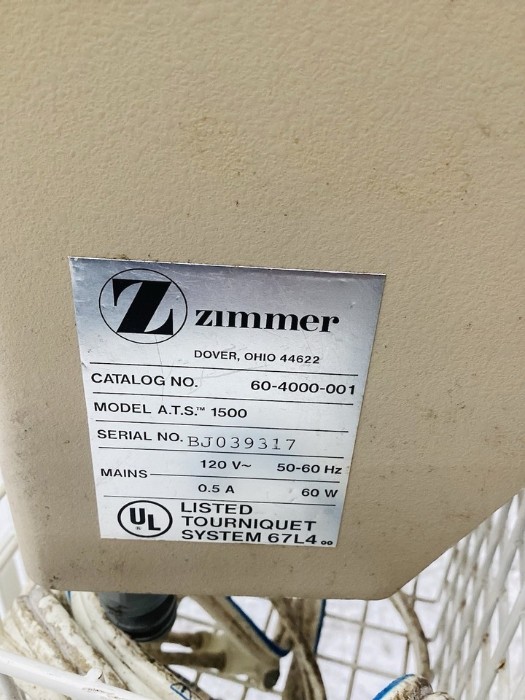 Z zimmer
DOVER, OHIO 44622
CATALOG NO. 60-4000-001
MODEL A.T.S.™ 1500
SERIAL NO. BJ039317
MAINS 120 V~ 50-60 Hz
0.5 A 60 W
UL ® LISTED
TOURNIQUET
SYSTEM 67L4 oo